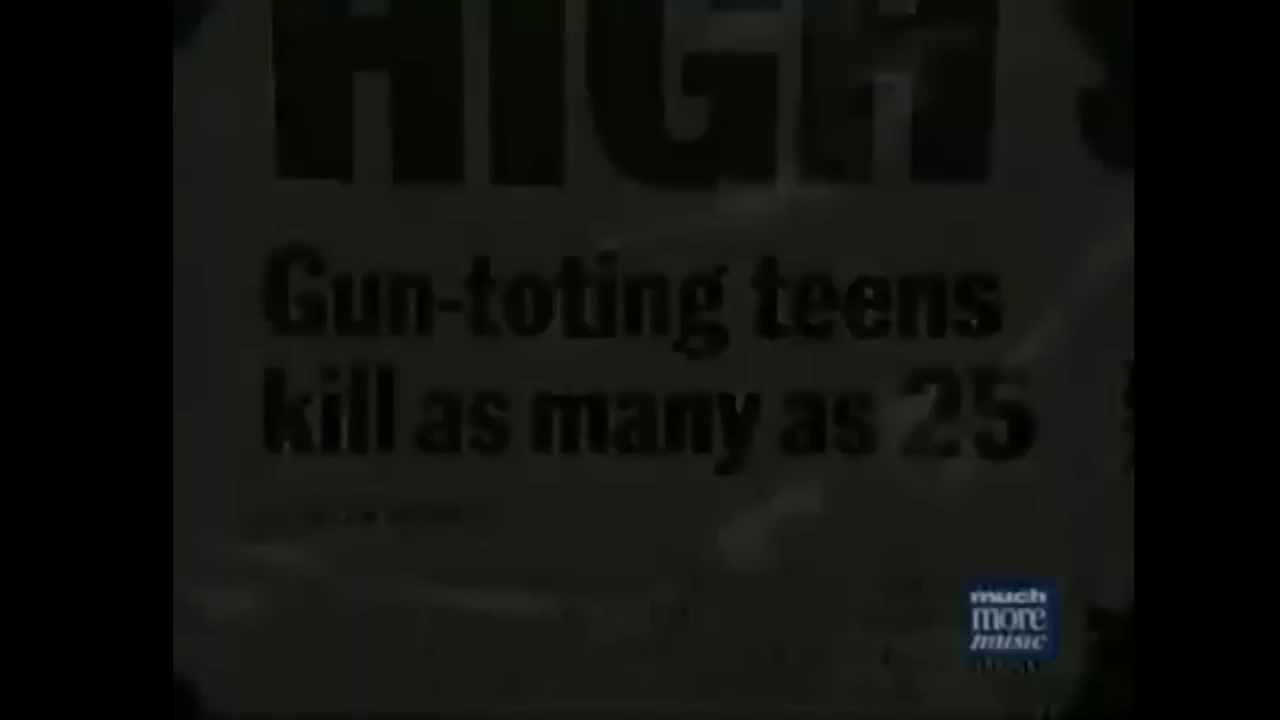 HIGH
Gun-toting teens
kill as many as 25
much
more
music